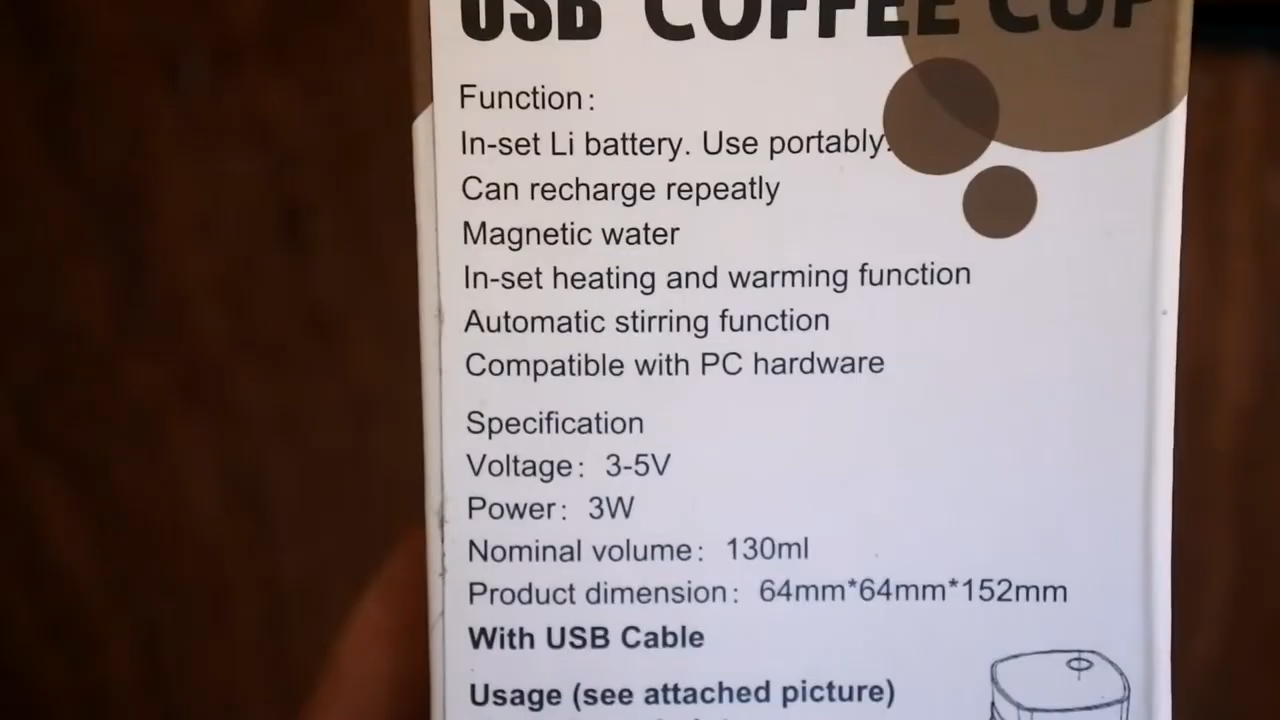 USB COFFEE CUP
Function:
In-set Li battery. Use portably.
Can recharge repeatly
Magnetic water
In-set heating and warming function
Automatic stirring function
Compatible with PC hardware
Specification
Voltage: 3-5V
Power: 3W
Nominal volume: 130ml
Product dimension: 64mm*64mm*152mm
With USB Cable
Usage (see attached picture)